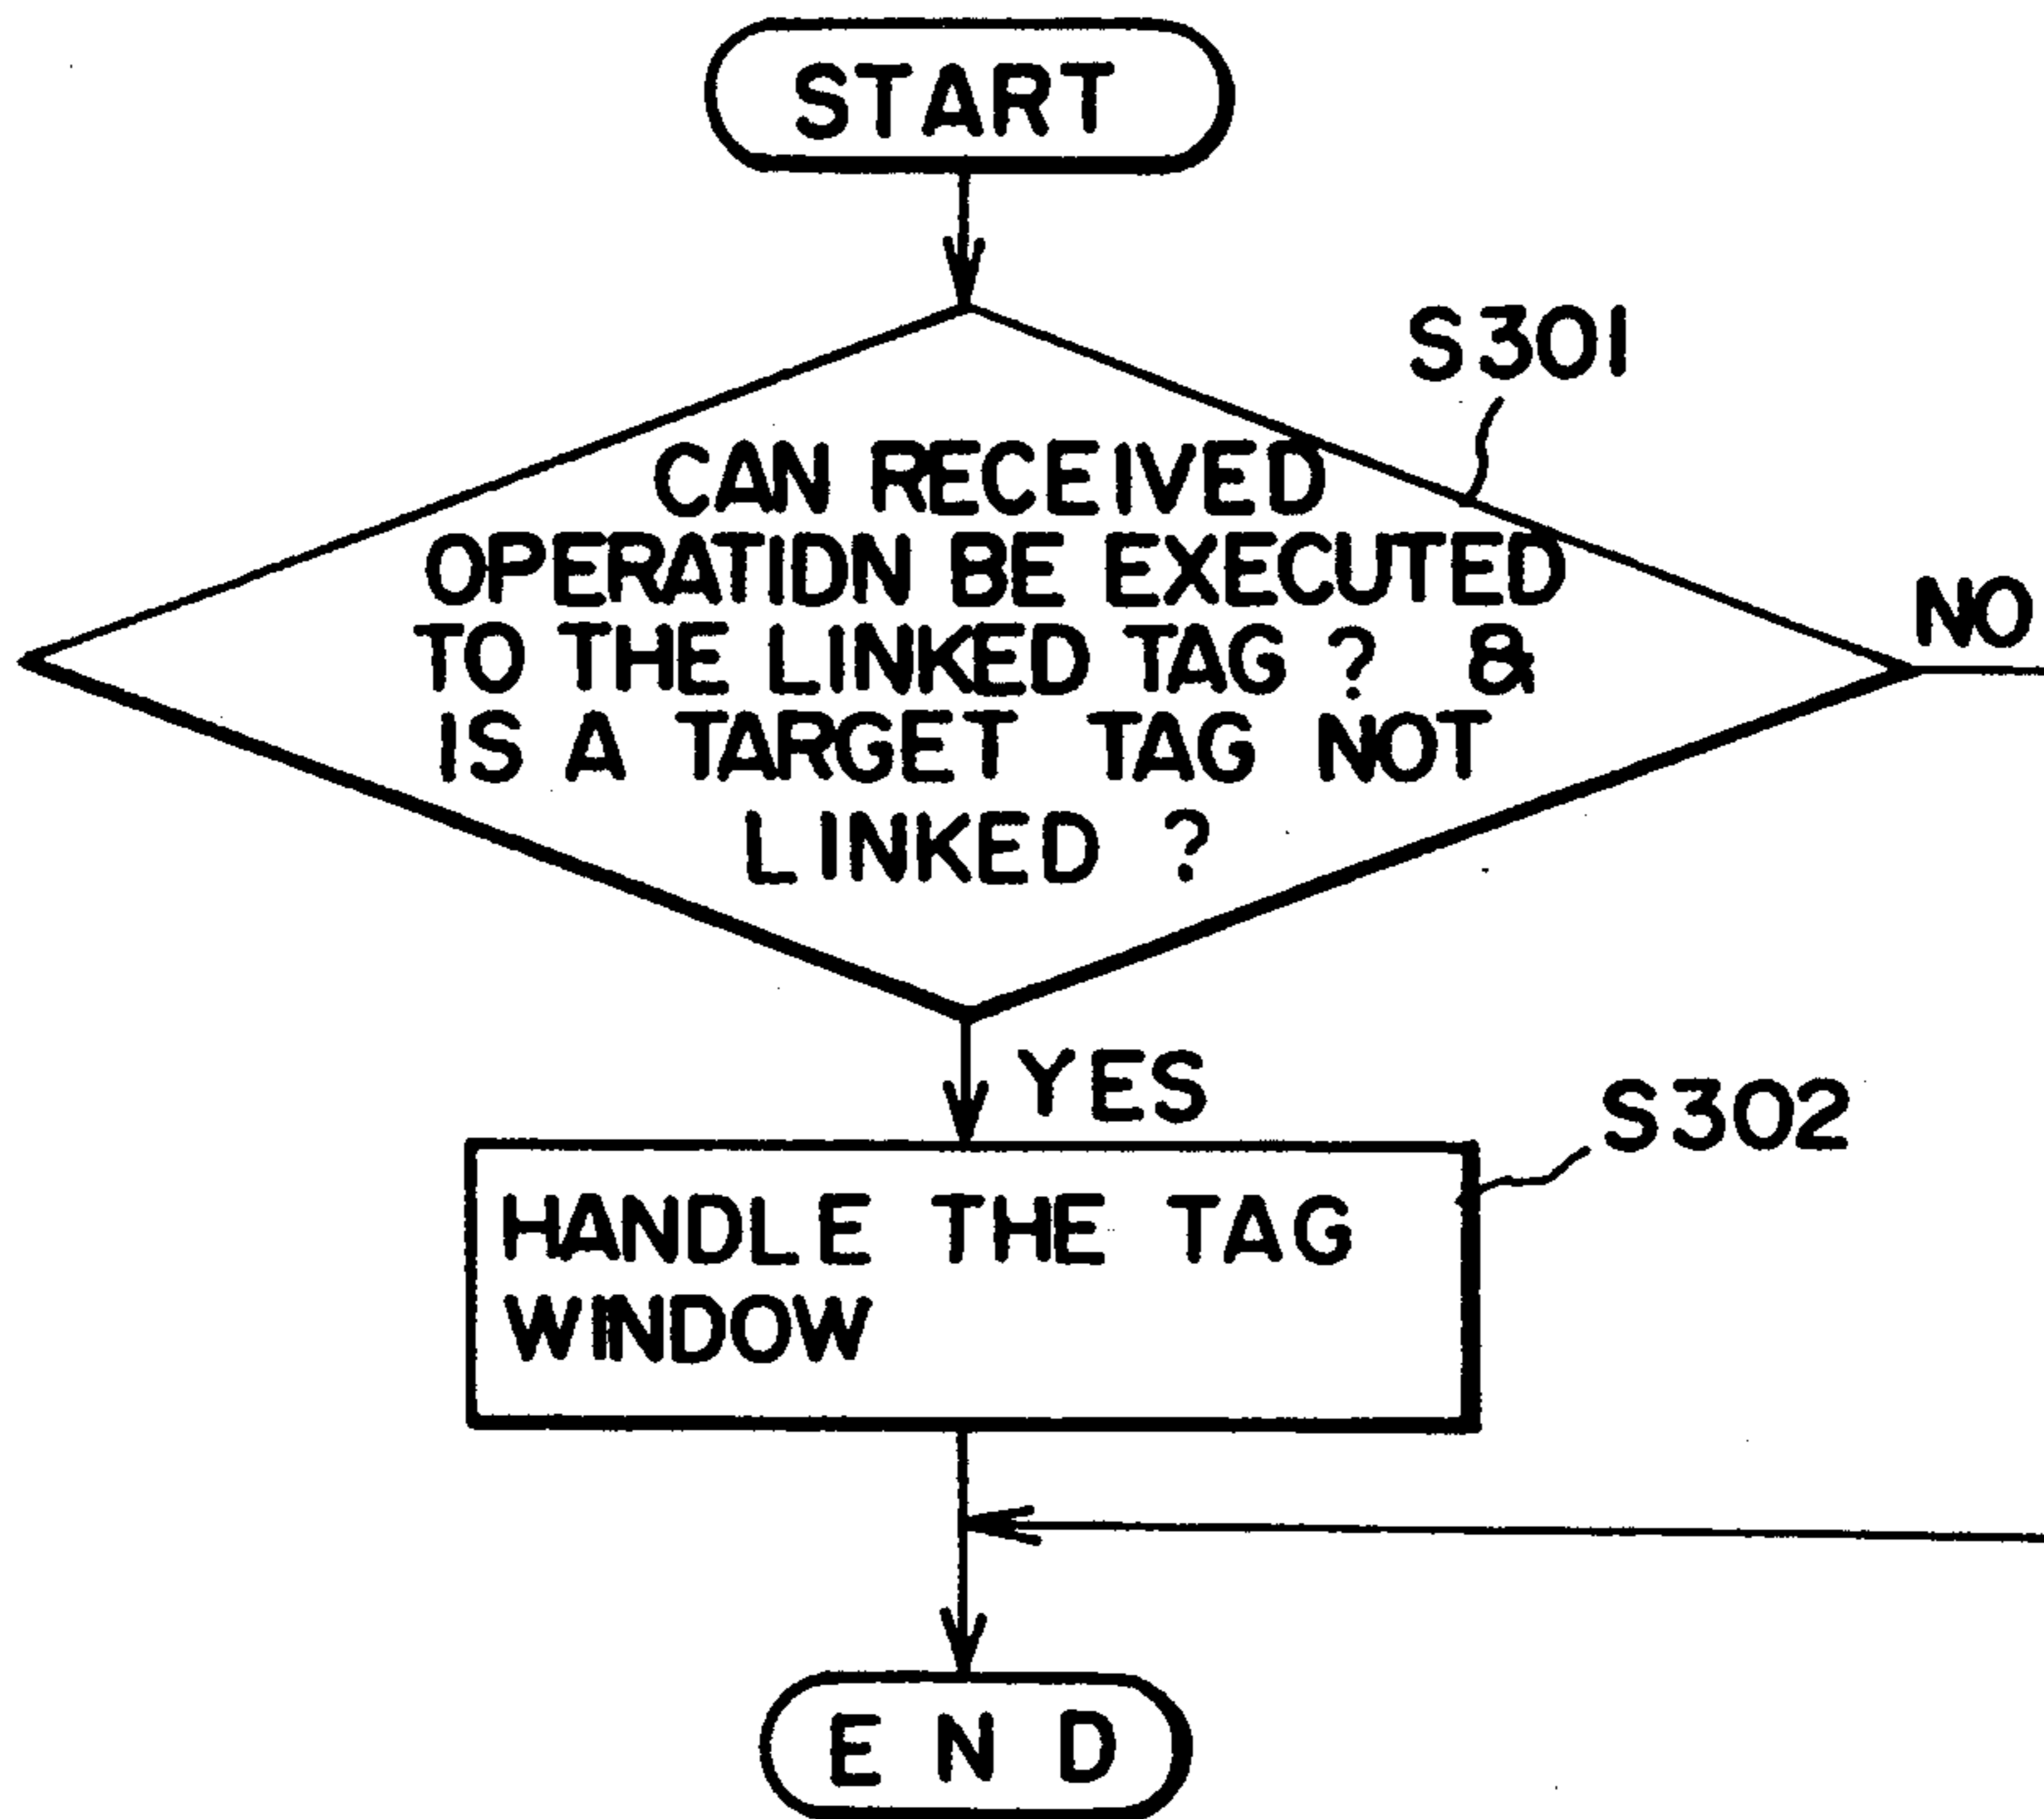 START
S301
CAN RECEIVED
OPERATIDN BE EXECUTED
TO THE LINKED TAG ? &
IS A TARGET TAG NOT
LINKED ?
NO
YES
S302
HANDLE THE TAG
WINDOW
END